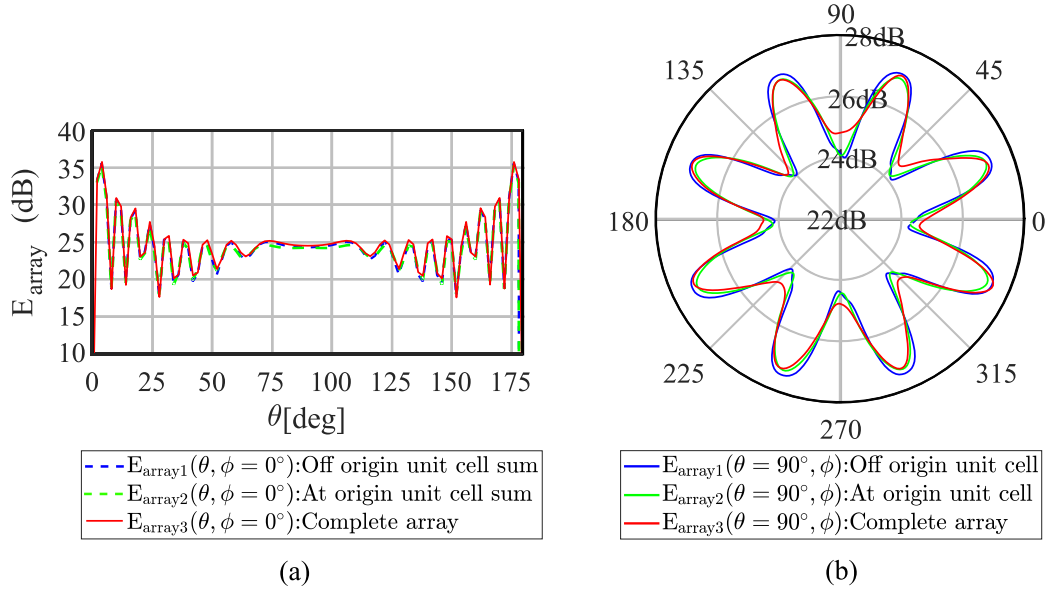 40
35
30
25
20
15
10
E array (dB)
0 25 50 75 100 125 150 175
θ[deg]
E_array1(θ, ϕ = 0°):Off origin unit cell sum
E_array2(θ, ϕ = 0°):At origin unit cell sum
E_array3(θ, ϕ = 0°):Complete array
(a)
90
28dB
135
45
26dB
24dB
180
22dB
0
225
315
270
E_array1(θ = 90°, ϕ):Off origin unit cell
E_array2(θ = 90°, ϕ):At origin unit cell
E_array3(θ = 90°, ϕ):Complete array
(b)